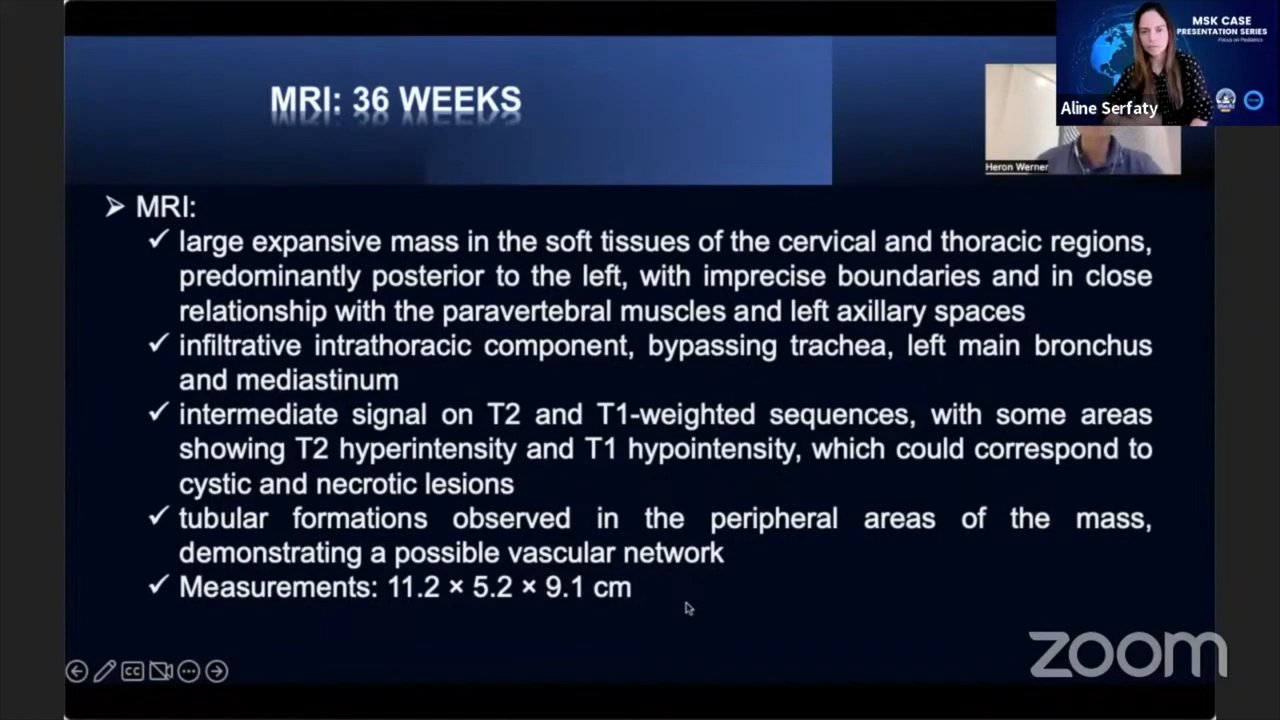 MRI: 36 WEEKS
MSK CASE
PRESENTATION SERIES
Focus on Pediatrics
Aline Serfaty
Heron Werner
➢ MRI:
✓ large expansive mass in the soft tissues of the cervical and thoracic regions,
predominantly posterior to the left, with imprecise boundaries and in close
relationship with the paravertebral muscles and left axillary spaces
✓ infiltrative intrathoracic component, bypassing trachea, left main bronchus
and mediastinum
✓ intermediate signal on T2 and T1-weighted sequences, with some areas
showing T2 hyperintensity and T1 hypointensity, which could correspond to
cystic and necrotic lesions
✓ tubular formations observed in the peripheral areas of the mass,
demonstrating a possible vascular network
✓ Measurements: 11.2 × 5.2 × 9.1 cm
CC
zoom